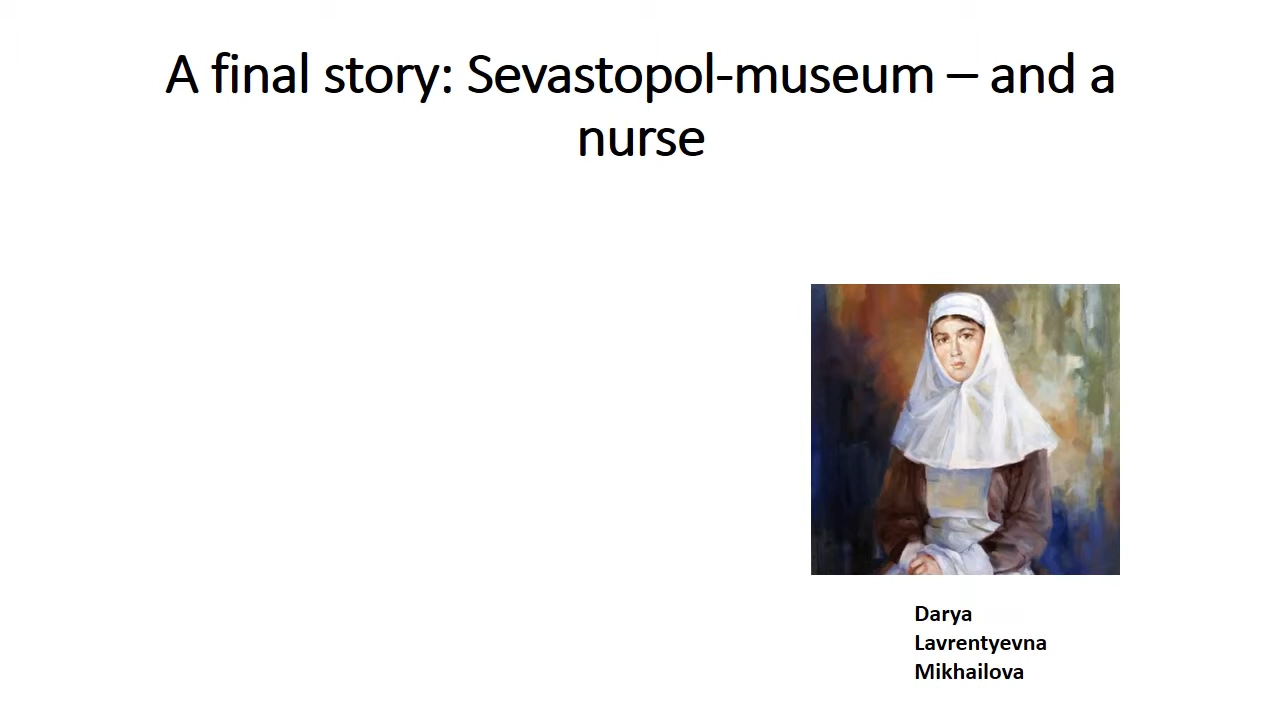 A final story: Sevastopol-museum – and a
nurse
Darya
Lavrentyevna
Mikhailova